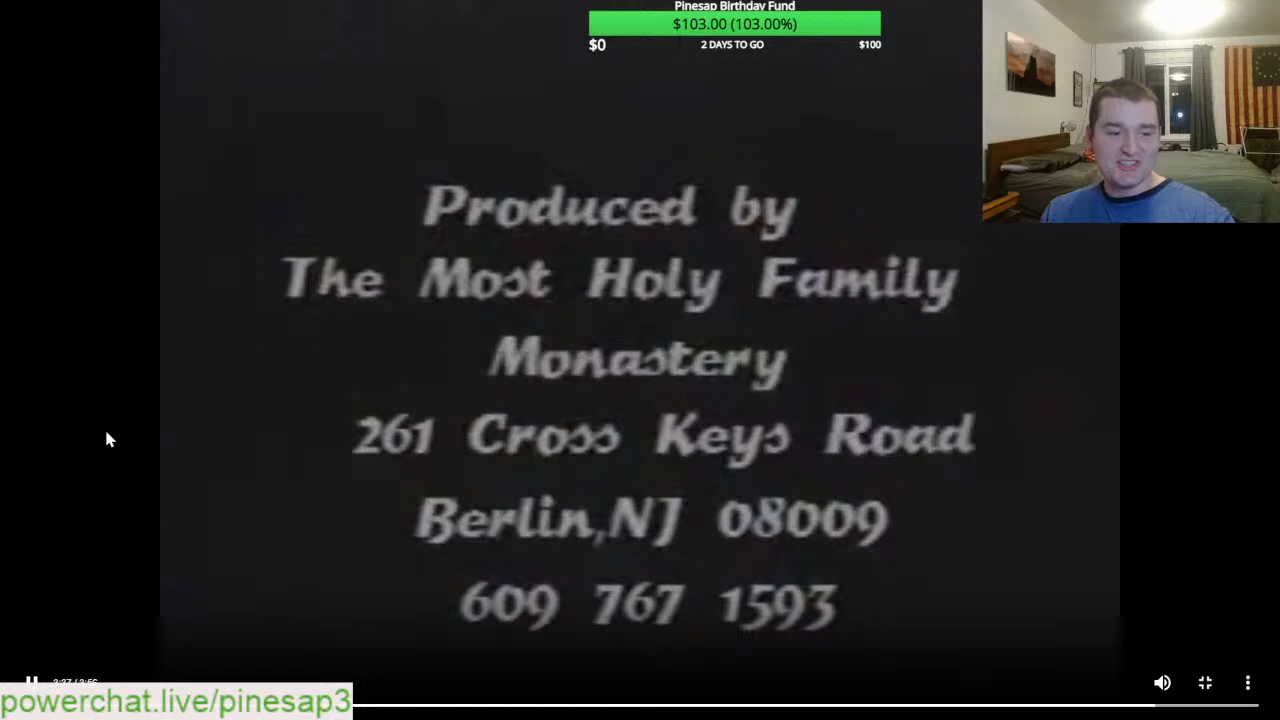 Pinesap Birthday Fund
$103.00 (103.00%)
$0 2 DAYS TO GO $100
Produced by
The Most Holy Family
Monastery
261 Cross Keys Road
Berlin,NJ 08009
609 767 1593
powerchat.live/pinesap3